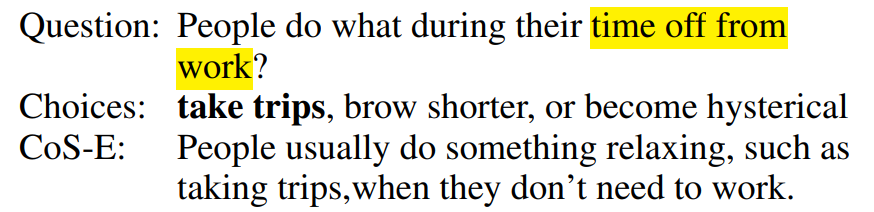 Question: People do what during their time off from
work?
Choices: take trips, brow shorter, or become hysterical
CoS-E: People usually do something relaxing, such as
taking trips,when they don’t need to work.